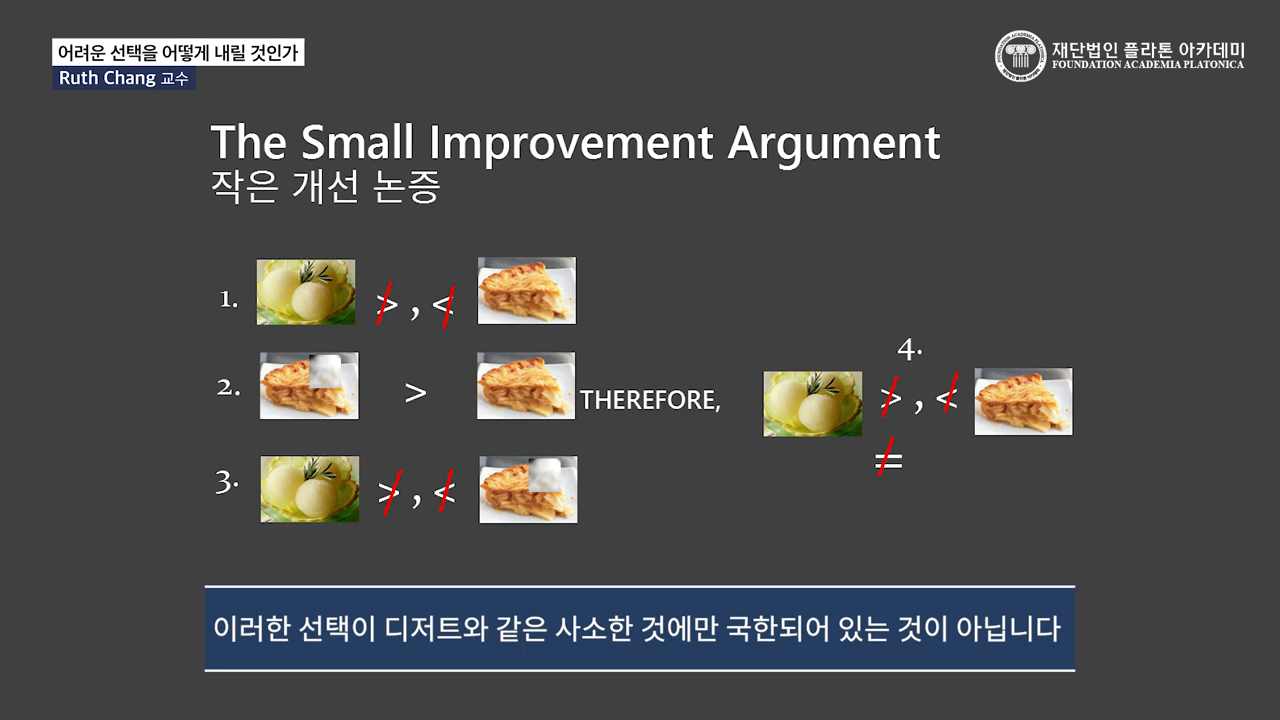 어려운 선택을 어떻게 내릴 것인가
Ruth Chang 교수
재단법인 플라톤 아카데미
FOUNDATION ACADEMIA PLATONICA
The Small Improvement Argument
작은 개선 논증
1. > , <
2. >
3. > , <
THEREFORE,
4.
> , <
=
이러한 선택이 디저트와 같은 사소한 것에만 국한되어 있는 것이 아닙니다